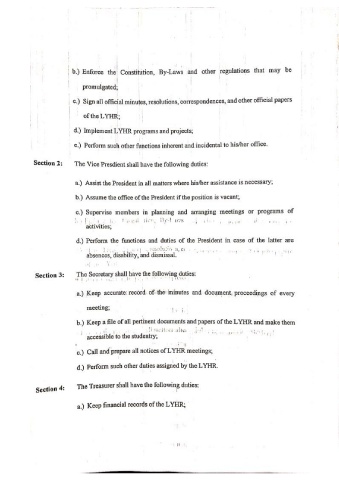 b.) Enforce the Constitution, By-Laws and other regulations that may be
promulgated;
c.) Sign all official minutes, resolutions, correspondences, and other official papers
of the LYHR;
d.) Implement LYHR programs and projects;
e.) Perform such other functions inherent and incidental to his/her office.
Section 2: The Vice Presdient shall have the following duties:
a.) Assist the President in all matters where his/her assistance is necessary;
b.) Assume the office of the President if the position is vacant;
c.) Supervise members in planning and arranging meetings or programs of
activities;
d.) Perform the functions and duties of the President in case of the latter are
absences, disability, and dismissal.
Section 3: The Secretary shall have the following duties:
a.) Keep accurate record of the minutes and document proceedings of every
meeting;
b.) Keep a file of all pertinent documents and papers of the LYHR and make them
accessible to the studentry;
c.) Call and prepare all notices of LYHR meetings;
d.) Perform such other duties assigned by the LYHR.
Section 4: The Treasurer shall have the following duties:
a.) Keep financial records of the LYHR;